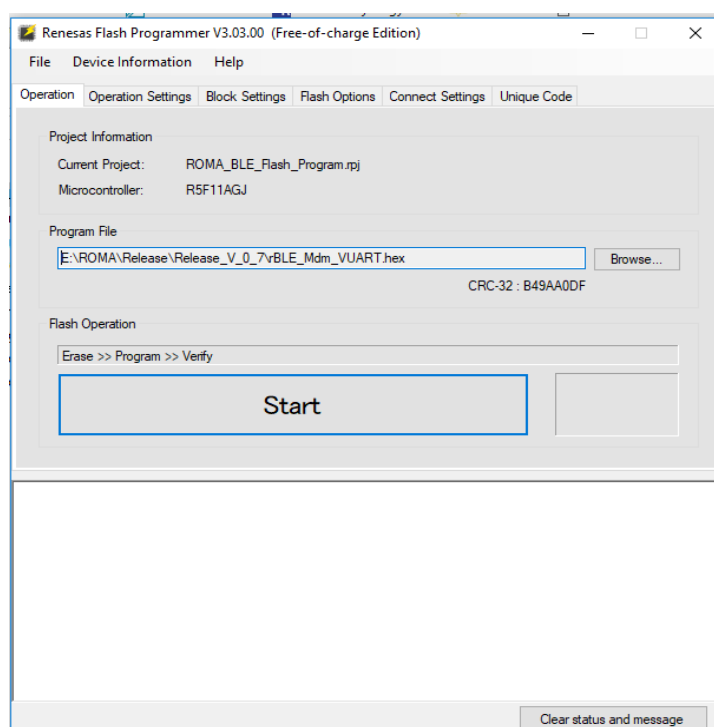 Renesas Flash Programmer V3.03.00 (Free-of-charge Edition)
File Device Information Help
Operation Operation Settings Block Settings Flash Options Connect Settings Unique Code
Project Information
Current Project: ROMA_BLE_Flash_Program.rpj
Microcontroller: R5F11AGJ
Program File
E:\ROMA\Release\Release_V_0_7\rBLE_Mdm_VUART.hex Browse...
CRC-32 : B49AA0DF
Flash Operation
Erase >> Program >> Verify
Start
Clear status and message